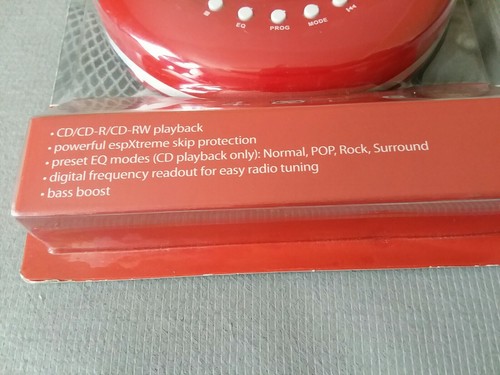 EQ PROG MODE
• CD/CD-R/CD-RW playback
• powerful espXtreme skip protection
• preset EQ modes (CD playback only): Normal, POP, Rock, Surround
• digital frequency readout for easy radio tuning
• bass boost